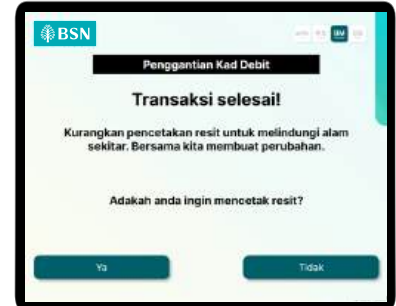 BSN
BM
Penggantian Kad Debit
Transaksi selesai!
Kurangkan pencetakan resit untuk melindungi alam
sekitar. Bersama kita membuat perubahan.
Adakah anda ingin mencetak resit?
Ya
Tidak